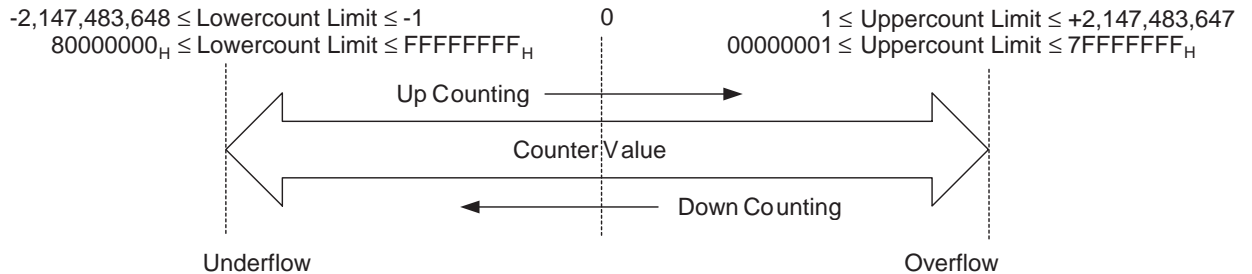 -2,147,483,648 ≤ Lowercount Limit ≤ -1
80000000H ≤ Lowercount Limit ≤ FFFFFFFFH
0
1 ≤ Uppercount Limit ≤ +2,147,483,647
00000001 ≤ Uppercount Limit ≤ 7FFFFFFFH
Up Counting
Counter Value
Down Counting
Underflow
Overflow